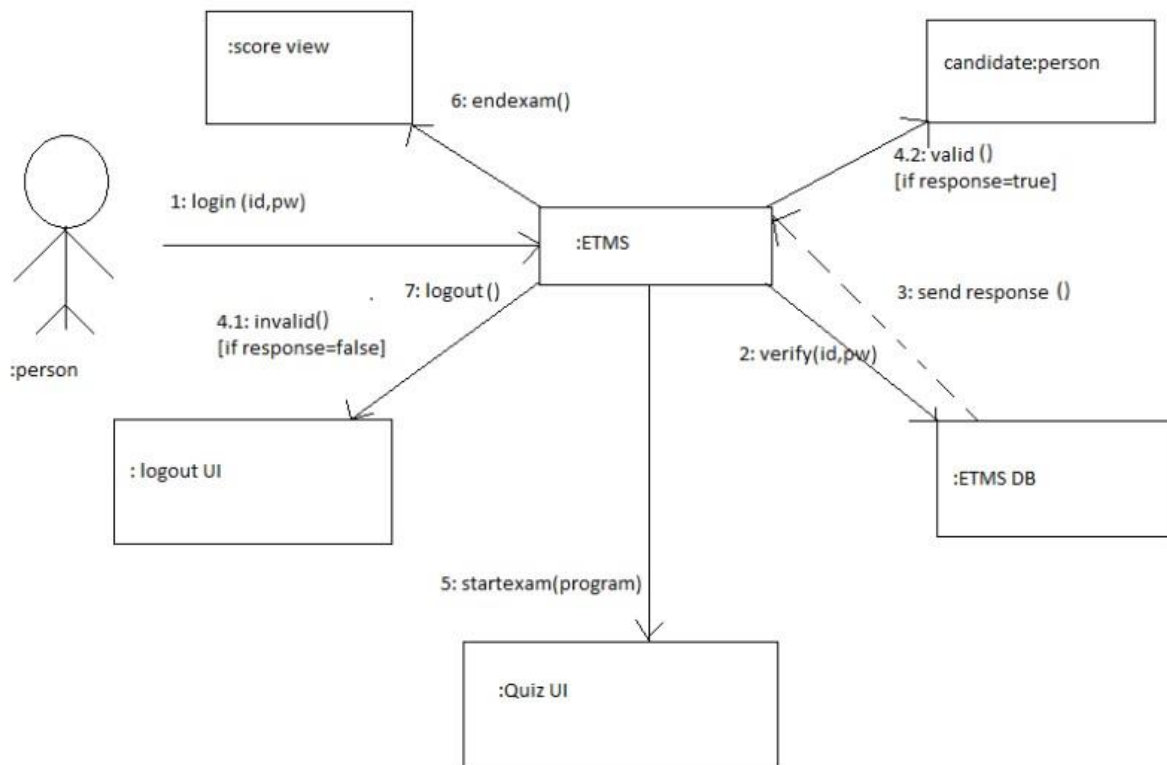 :score view
candidate:person
6: endexam()
4.2: valid ()
[if response=true]
1: login (id,pw)
:ETMS
7: logout()
3: send response ()
4.1: invalid()
[if response=false]
2: verify(id,pw)
:person
: logout UI
:ETMS DB
5: startexam(program)
:Quiz UI